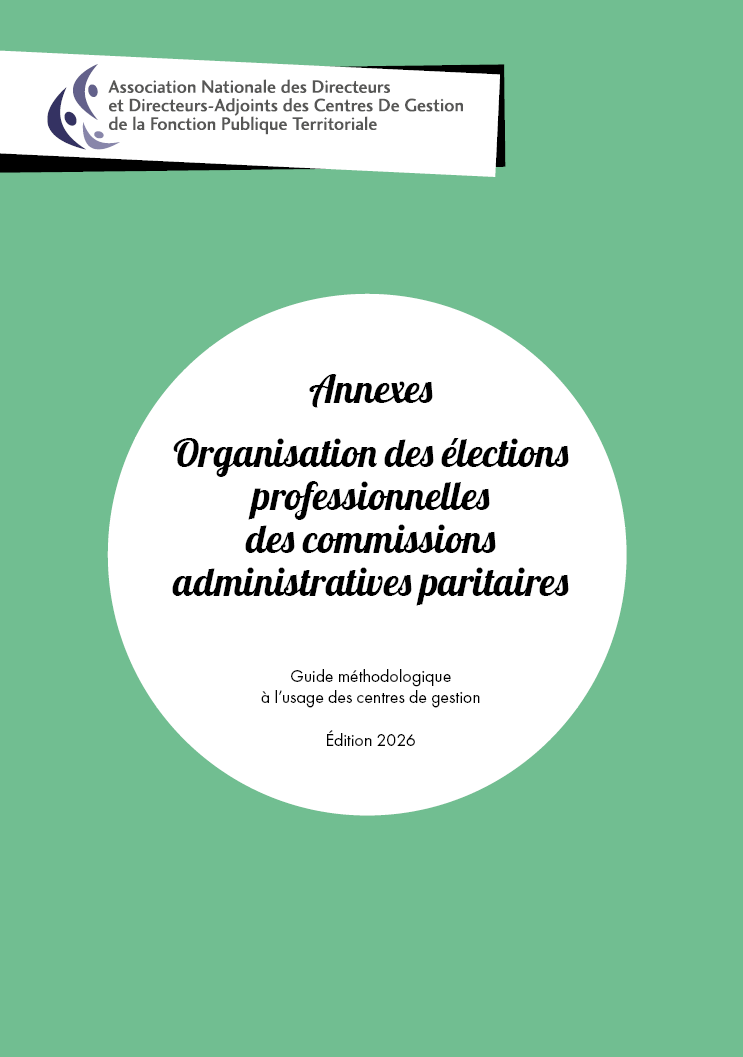 Association Nationale des Directeurs
et Directeurs-Adjoints des Centres De Gestion
de la Fonction Publique Territoriale
Annexes
Organisation des élections
professionnelles
des commissions
administratives paritaires
Guide méthodologique
à l’usage des centres de gestion
Édition 2026